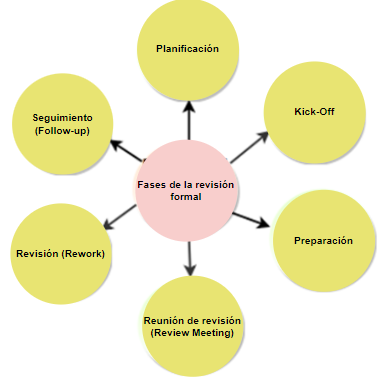 Planificación
Kick-Off
Seguimiento
(Follow-up)
Fases de la revisión
formal
Preparación
Revisión (Rework)
Reunión de revisión
(Review Meeting)